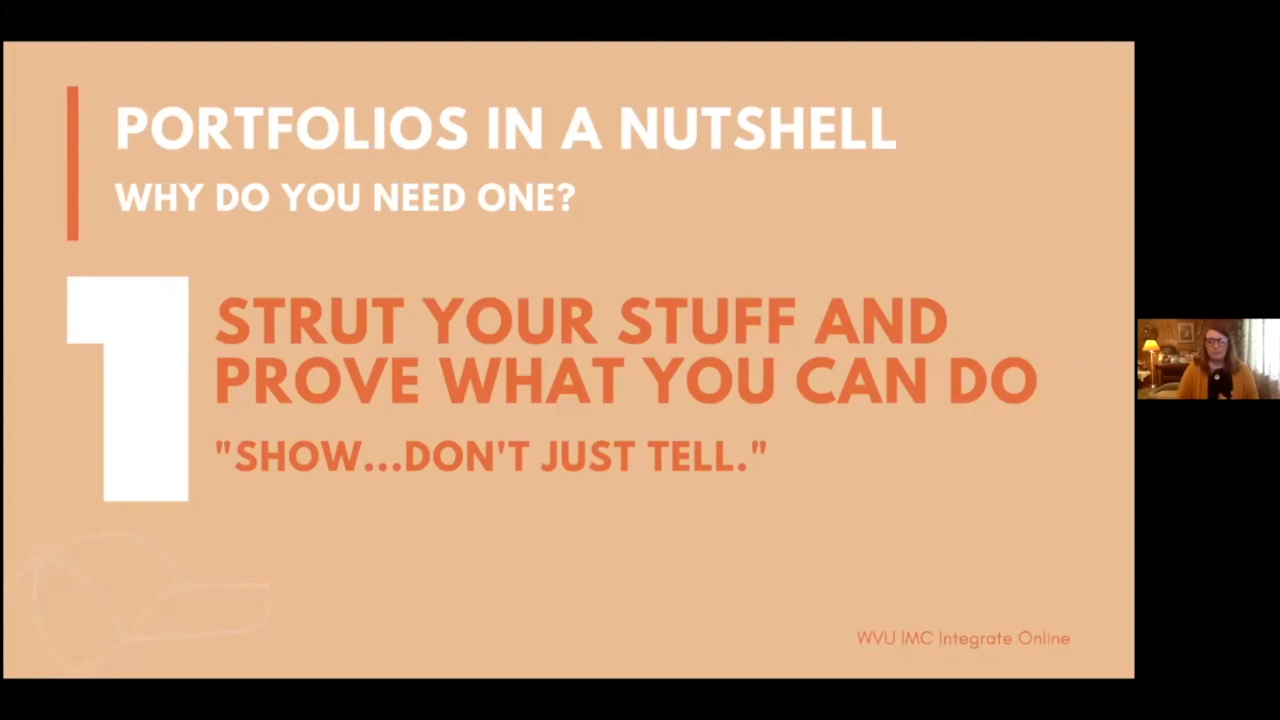 PORTFOLIOS IN A NUTSHELL
WHY DO YOU NEED ONE?
1
STRUT YOUR STUFF AND
PROVE WHAT YOU CAN DO
"SHOW...DON'T JUST TELL."
WVU IMC Integrate Online